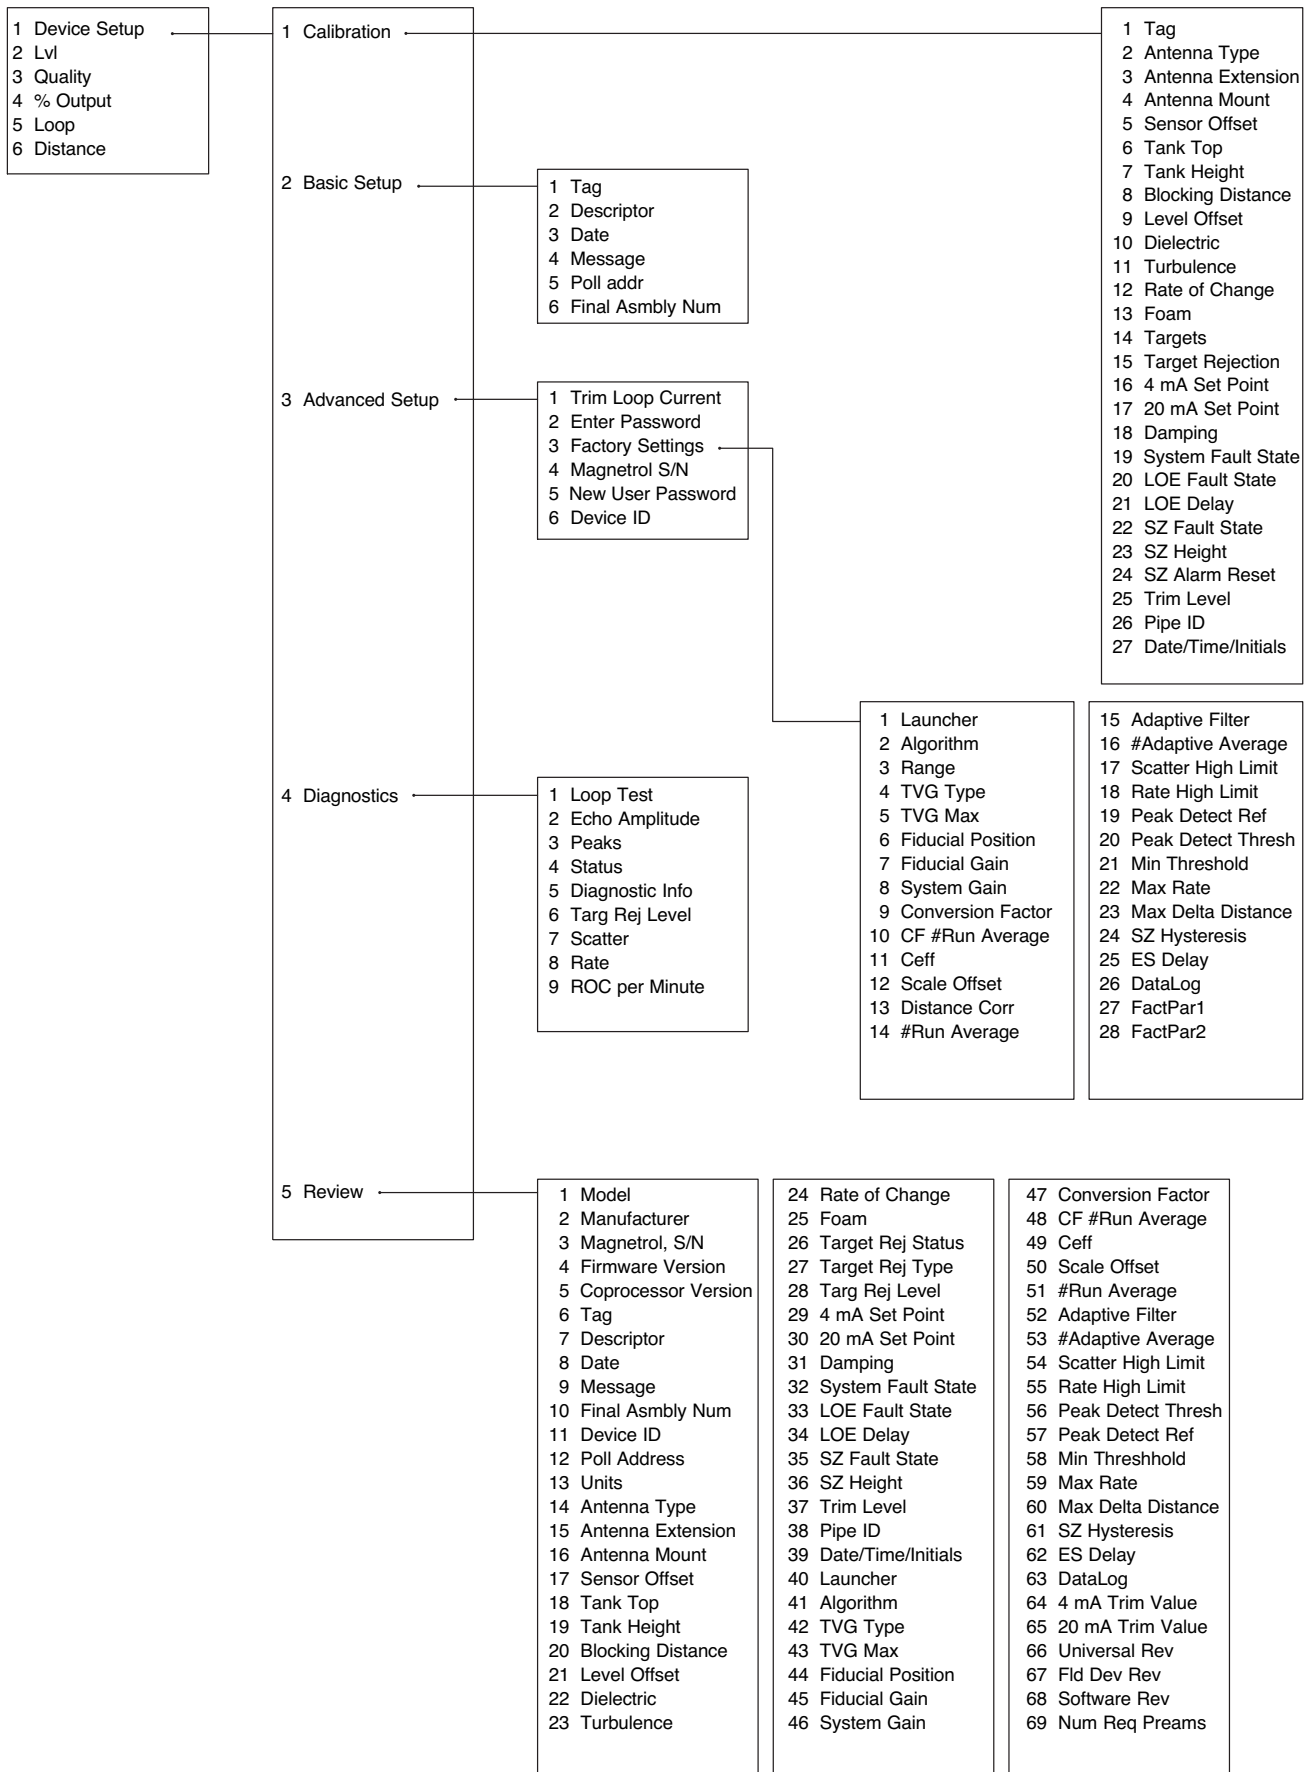 1 Device Setup
2 Lvl
3 Quality
4 % Output
5 Loop
6 Distance
1 Calibration
2 Basic Setup
3 Advanced Setup
4 Diagnostics
5 Review
1 Tag
2 Antenna Type
3 Antenna Extension
4 Antenna Mount
5 Sensor Offset
6 Tank Top
7 Tank Height
8 Blocking Distance
9 Level Offset
10 Dielectric
11 Turbulence
12 Rate of Change
13 Foam
14 Targets
15 Target Rejection
16 4 mA Set Point
17 20 mA Set Point
18 Damping
19 System Fault State
20 LOE Fault State
21 LOE Delay
22 SZ Fault State
23 SZ Height
24 SZ Alarm Reset
25 Trim Level
26 Pipe ID
27 Date/Time/Initials
1 Tag
2 Descriptor
3 Date
4 Message
5 Poll addr
6 Final Asmbly Num
1 Trim Loop Current
2 Enter Password
3 Factory Settings
4 Magnetrol S/N
5 New User Password
6 Device ID
1 Launcher
2 Algorithm
3 Range
4 TVG Type
5 TVG Max
6 Fiducial Position
7 Fiducial Gain
8 System Gain
9 Conversion Factor
10 CF #Run Average
11 Ceff
12 Scale Offset
13 Distance Corr
14 #Run Average
15 Adaptive Filter
16 #Adaptive Average
17 Scatter High Limit
18 Rate High Limit
19 Peak Detect Ref
20 Peak Detect Thresh
21 Min Threshold
22 Max Rate
23 Max Delta Distance
24 SZ Hysteresis
25 ES Delay
26 DataLog
27 FactPar1
28 FactPar2
1 Loop Test
2 Echo Amplitude
3 Peaks
4 Status
5 Diagnostic Info
6 Targ Rej Level
7 Scatter
8 Rate
9 ROC per Minute
1 Model
2 Manufacturer
3 Magnetrol, S/N
4 Firmware Version
5 Coprocessor Version
6 Tag
7 Descriptor
8 Date
9 Message
10 Final Asmbly Num
11 Device ID
12 Poll Address
13 Units
14 Antenna Type
15 Antenna Extension
16 Antenna Mount
17 Sensor Offset
18 Tank Top
19 Tank Height
20 Blocking Distance
21 Level Offset
22 Dielectric
23 Turbulence
24 Rate of Change
25 Foam
26 Target Rej Status
27 Target Rej Type
28 Targ Rej Level
29 4 mA Set Point
30 20 mA Set Point
31 Damping
32 System Fault State
33 LOE Fault State
34 LOE Delay
35 SZ Fault State
36 SZ Height
37 Trim Level
38 Pipe ID
39 Date/Time/Initials
40 Launcher
41 Algorithm
42 TVG Type
43 TVG Max
44 Fiducial Position
45 Fiducial Gain
46 System Gain
47 Conversion Factor
48 CF #Run Average
49 Ceff
50 Scale Offset
51 #Run Average
52 Adaptive Filter
53 #Adaptive Average
54 Scatter High Limit
55 Rate High Limit
56 Peak Detect Thresh
57 Peak Detect Ref
58 Min Threshhold
59 Max Rate
60 Max Delta Distance
61 SZ Hysteresis
62 ES Delay
63 DataLog
64 4 mA Trim Value
65 20 mA Trim Value
66 Universal Rev
67 Fld Dev Rev
68 Software Rev
69 Num Req Preams